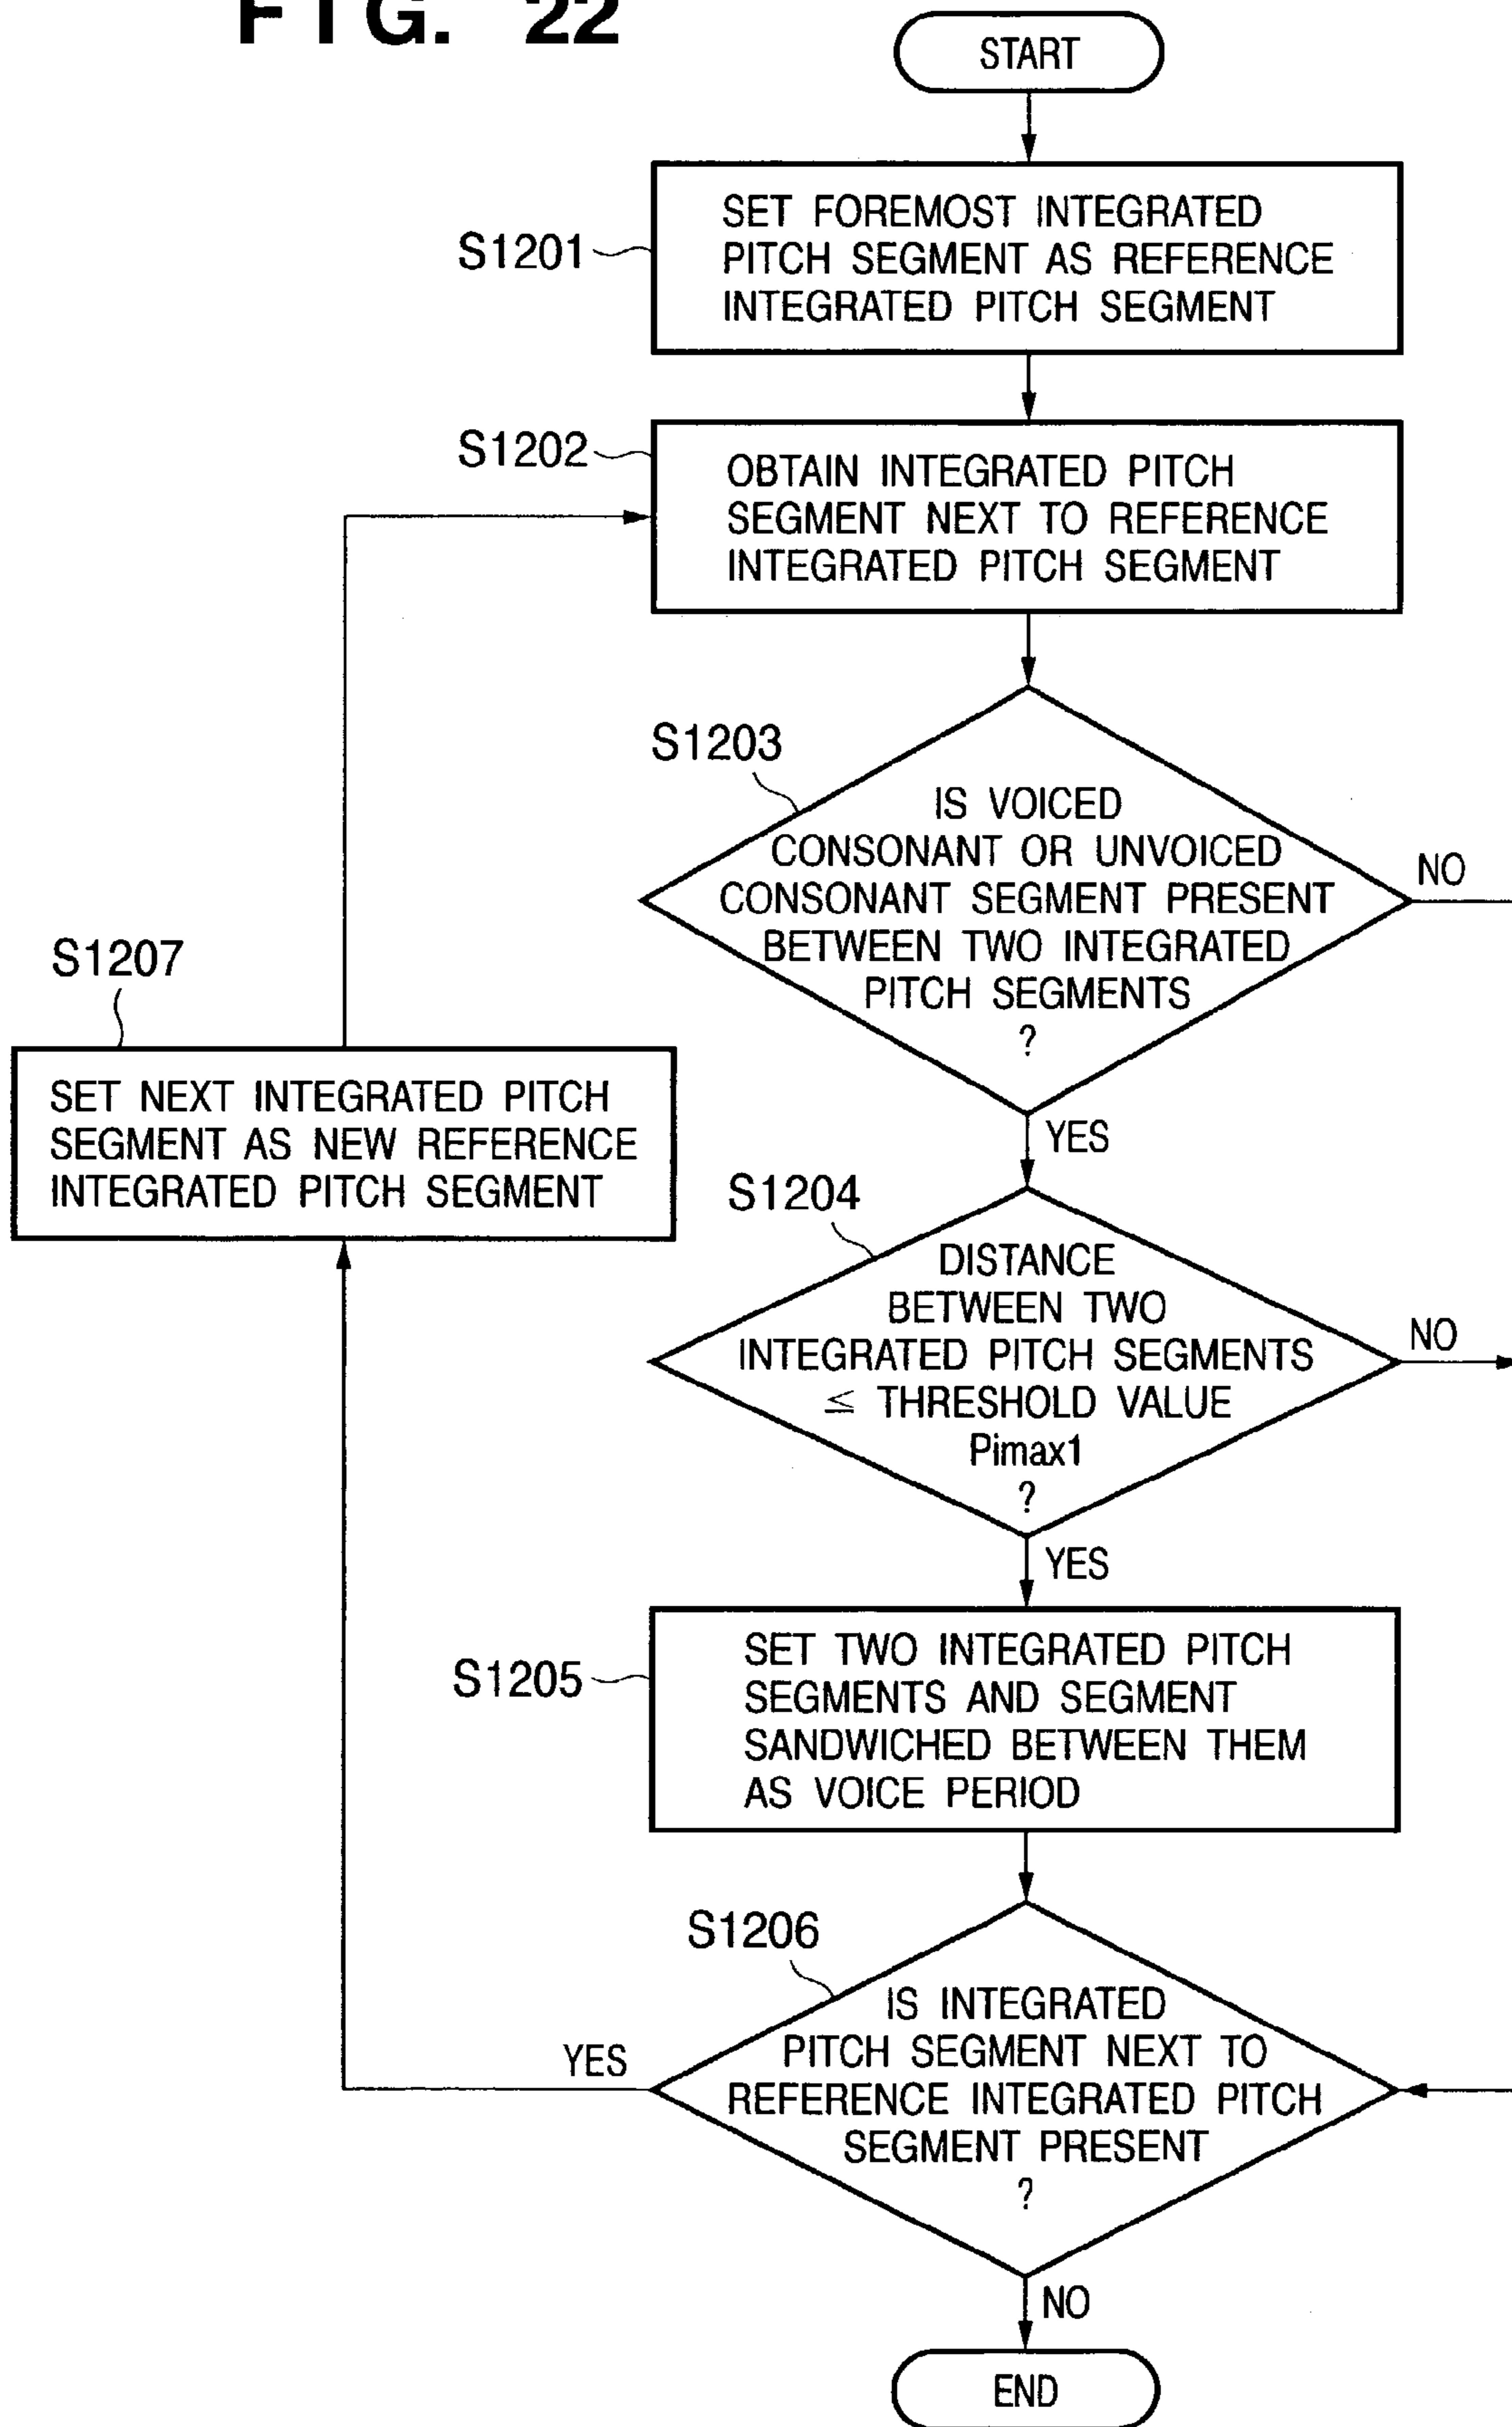 FIG. 22
START
S1201
SET FOREMOST INTEGRATED
PITCH SEGMENT AS REFERENCE
INTEGRATED PITCH SEGMENT
S1202
OBTAIN INTEGRATED PITCH
SEGMENT NEXT TO REFERENCE
INTEGRATED PITCH SEGMENT
S1203
IS VOICED
CONSONANT OR UNVOICED
CONSONANT SEGMENT PRESENT
BETWEEN TWO INTEGRATED
PITCH SEGMENTS
?
NO
YES
S1207
SET NEXT INTEGRATED PITCH
SEGMENT AS NEW REFERENCE
INTEGRATED PITCH SEGMENT
S1204
DISTANCE
BETWEEN TWO
INTEGRATED PITCH SEGMENTS
≤ THRESHOLD VALUE
Pimax1
?
NO
YES
S1205
SET TWO INTEGRATED PITCH
SEGMENTS AND SEGMENT
SANDWICHED BETWEEN THEM
AS VOICE PERIOD
S1206
IS INTEGRATED
PITCH SEGMENT NEXT TO
REFERENCE INTEGRATED PITCH
SEGMENT PRESENT
?
YES
NO
END